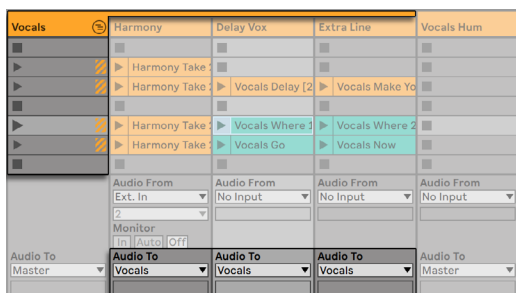 Vocals Harmony Delay Vox Extra Line Vocals Hum
Harmony Take
Harmony Take Vocals Delay [2 Vocals Make Yo
Harmony Take Vocals Where 1 Vocals Where 2
Harmony Take Vocals Go Vocals Now
Audio From Audio From Audio From Audio From
Ext. In No Input No Input No Input
2
Monitor
In Auto Off
Audio To Audio To Audio To Audio To Audio To
Master Vocals Vocals Vocals Master